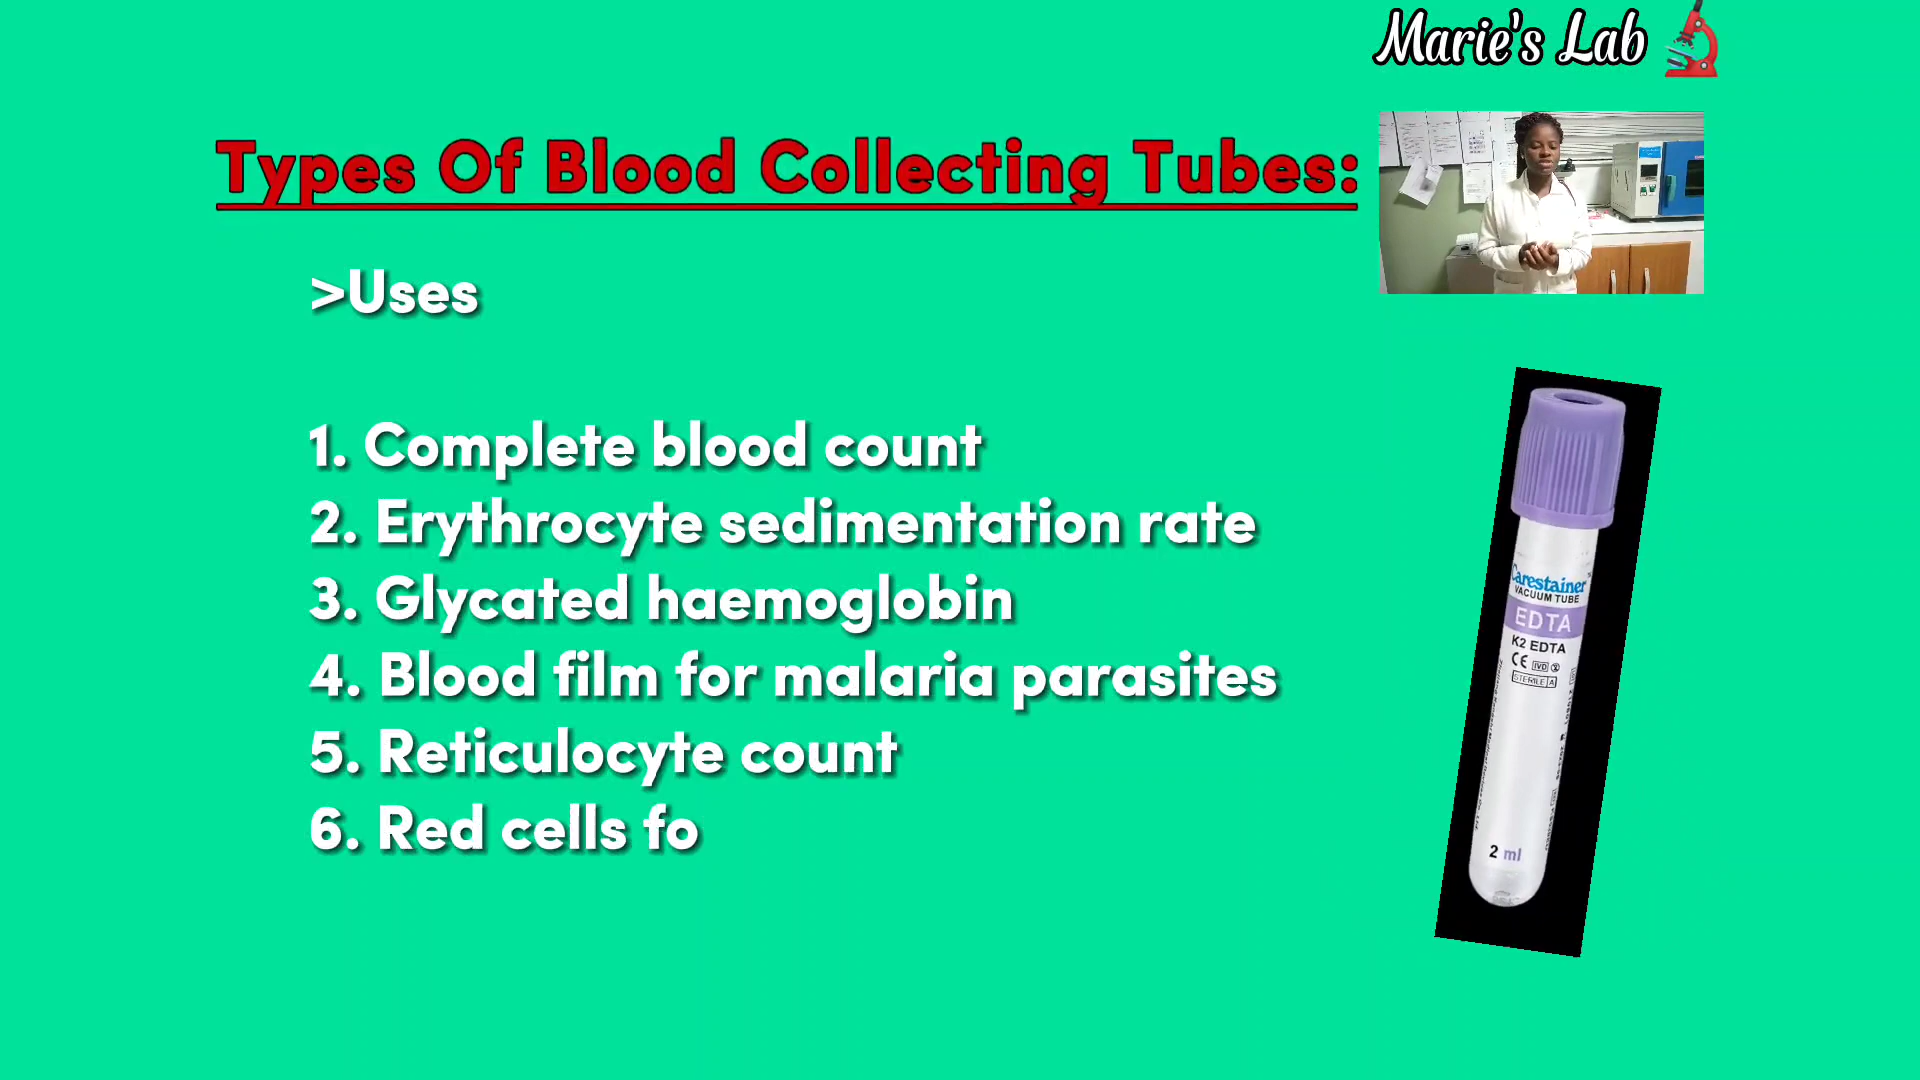 Marie's Lab
Types Of Blood Collecting Tubes:
>Uses
1. Complete blood count
2. Erythrocyte sedimentation rate
3. Glycated haemoglobin
4. Blood film for malaria parasites
5. Reticulocyte count
6. Red cells fo
Carestainer
VACUUM TUBE
EDTA
K2 EDTA
CE IVD
STERILE A
2 ml